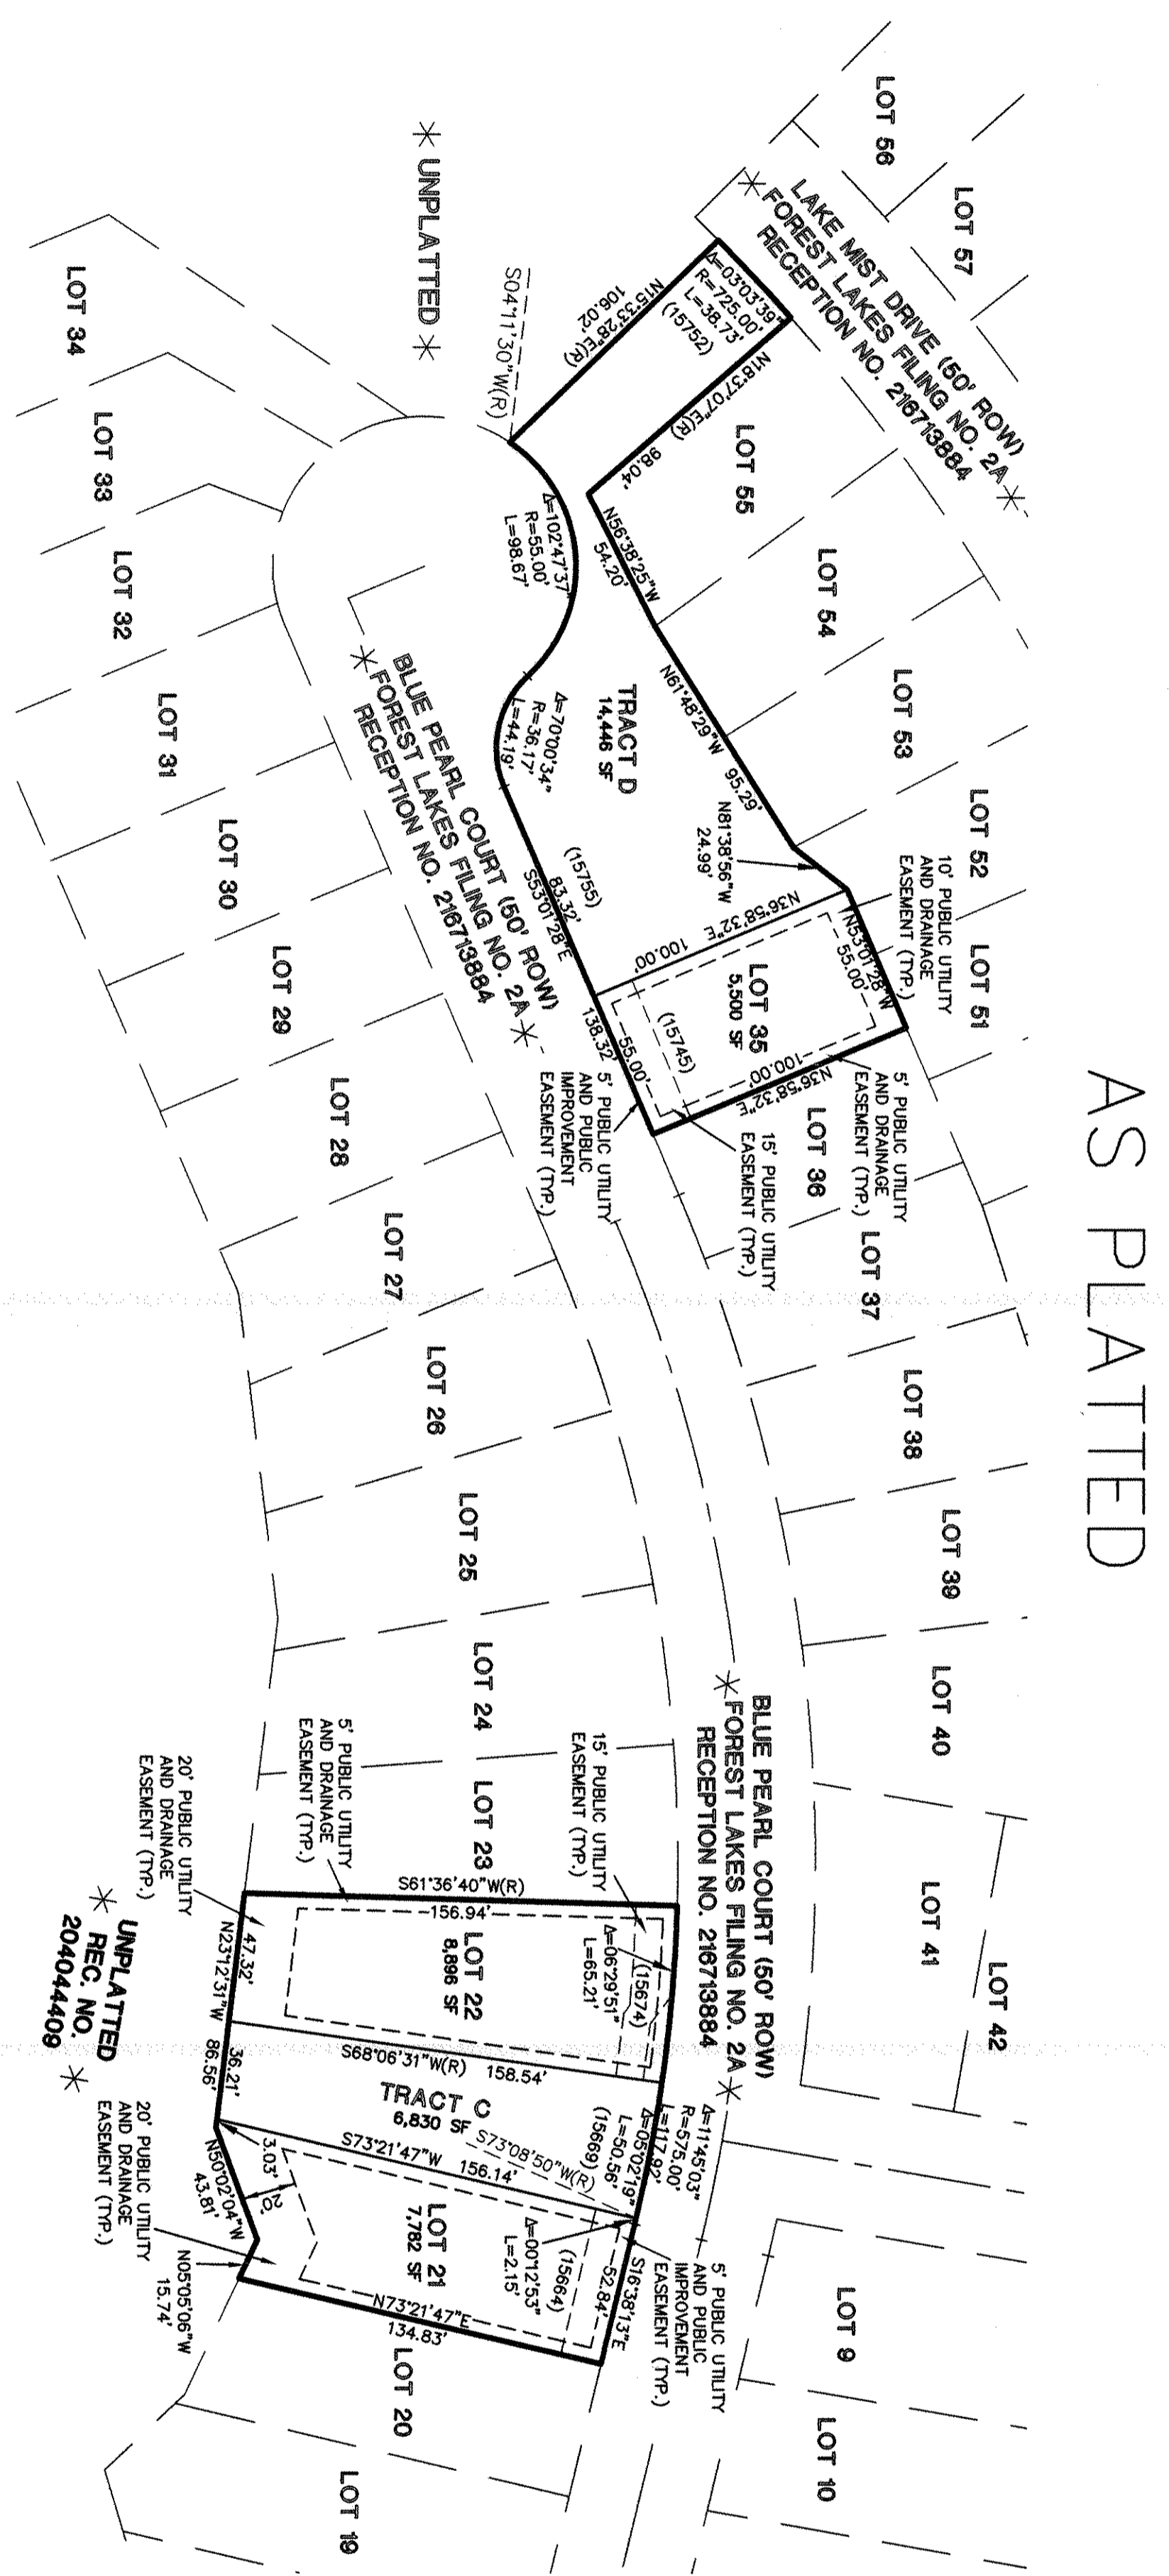 AS PLATTED
LOT 56
LOT 57
LAKE MIST DRIVE (50' ROW)
* FOREST LAKES FILING NO. 2A *
RECEPTION NO. 216713884
Δ=03°03'39"
R=725.00'
L=38.73'
(15752)
N18°37'07"E(R)
98.04'
N15°33'28"E(R)
106.02'
S04°11'30"W(R)
* UNPLATTED *
LOT 55
LOT 54
LOT 53
LOT 52
LOT 51
N56°38'25"W
54.20'
N61°48'29"W 95.29'
N81°38'56"W
24.99'
10' PUBLIC UTILITY
AND DRAINAGE
EASEMENT (TYP.)
N53°01'28"W
55.00'
Δ=102°47'37"
R=55.00'
L=98.67'
TRACT D
14,446 SF
Δ=70°00'34"
R=36.17'
L=44.19'
(15755)
83.32'
S53°01'28"E
138.32'
N36°58'32"E 100.00'
LOT 35
5,500 SF
(15745)
55.00'
100.00'
N36°58'32"E
5' PUBLIC UTILITY
AND DRAINAGE
EASEMENT (TYP.)
15' PUBLIC UTILITY
EASEMENT (TYP.)
5' PUBLIC UTILITY
AND PUBLIC
IMPROVEMENT
EASEMENT (TYP.)
BLUE PEARL COURT (50' ROW)
* FOREST LAKES FILING NO. 2A *
RECEPTION NO. 216713884
LOT 34
LOT 33
LOT 32
LOT 31
LOT 30
LOT 29
LOT 28
LOT 27
LOT 26
LOT 25
LOT 24
LOT 23
LOT 36
LOT 37
LOT 38
LOT 39
LOT 40
LOT 41
LOT 42
BLUE PEARL COURT (50' ROW)
* FOREST LAKES FILING NO. 2A *
RECEPTION NO. 216713884
15' PUBLIC UTILITY
EASEMENT (TYP.)
5' PUBLIC UTILITY
AND DRAINAGE
EASEMENT (TYP.)
20' PUBLIC UTILITY
AND DRAINAGE
EASEMENT (TYP.)
S61°36'40"W(R)
156.94'
LOT 22
8,896 SF
(15674)
Δ=06°29'51"
L=65.21'
47.32'
N23°12'31"W 86.56'
36.21'
S68°06'31"W(R) 158.54'
TRACT C
6,830 SF
Δ=11°45'03"
R=575.00'
L=117.92'
Δ=05°02'19"
L=50.56'
(15669)
S73°08'50"W(R)
S73°21'47"W 156.14'
LOT 21
7,782 SF
Δ=00°12'53"
L=2.15'
(15664)
52.84'
S16°38'13"E
5' PUBLIC UTILITY
AND PUBLIC
IMPROVEMENT
EASEMENT (TYP.)
N73°21'47"E
134.83'
3.03'
20'
N50°02'04"W
43.81'
N05°05'06"W
15.74'
20' PUBLIC UTILITY
AND DRAINAGE
EASEMENT (TYP.)
UNPLATTED
* REC. NO. *
204044409
LOT 20
LOT 19
LOT 9
LOT 10